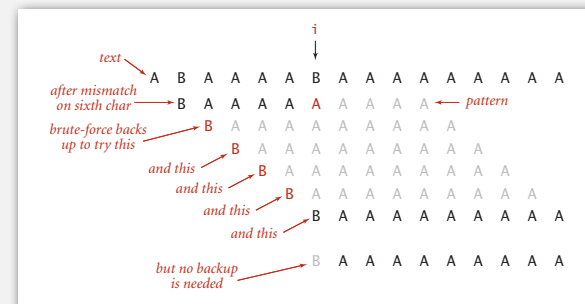 i
text
A B A A A A B A A A A A A A A A
after mismatch
on sixth char
B A A A A A A A A A
pattern
brute-force backs
up to try this
B A A A A A A A A A
and this
B A A A A A A A A A
and this
B A A A A A A A A A
and this
B A A A A A A A A A
and this
B A A A A A A A A A
but no backup
is needed
B A A A A A A A A A